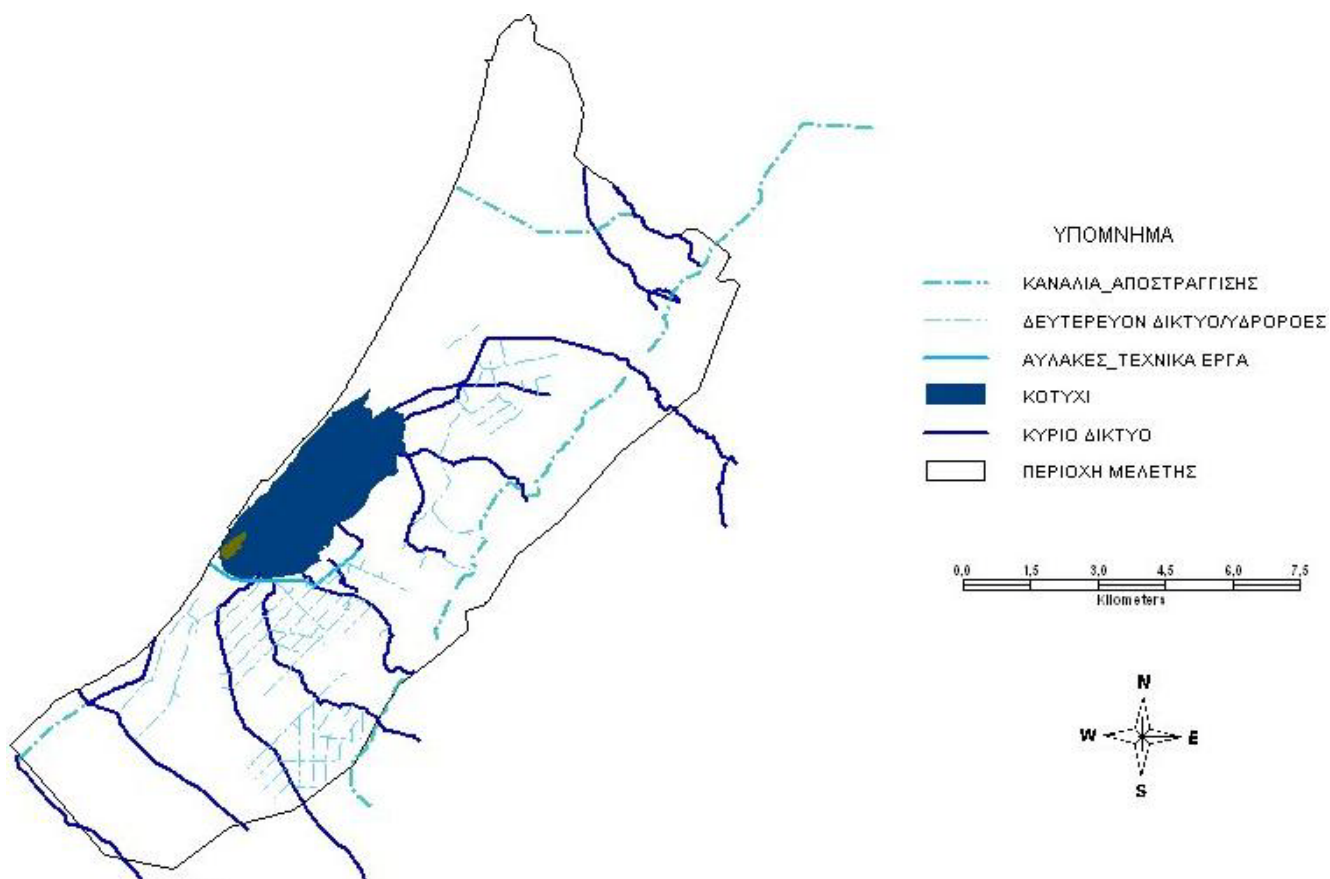 ΥΠΟΜΝΗΜΑ
ΚΑΝΑΛΙΑ_ΑΠΟΣΤΡΑΓΓΙΣΗΣ
ΔΕΥΤΕΡΕΥΟΝ ΔΙΚΤΥΟ/ΥΔΡΟΡΟΕΣ
ΑΥΛΑΚΕΣ_ΤΕΧΝΙΚΑ ΕΡΓΑ
ΚΟΤΥΧΙ
ΚΥΡΙΟ ΔΙΚΤΥΟ
ΠΕΡΙΟΧΗ ΜΕΛΕΤΗΣ
0,0 1,5 3,0 4,5 6,0 7,5
Kilometers
N
W E
S